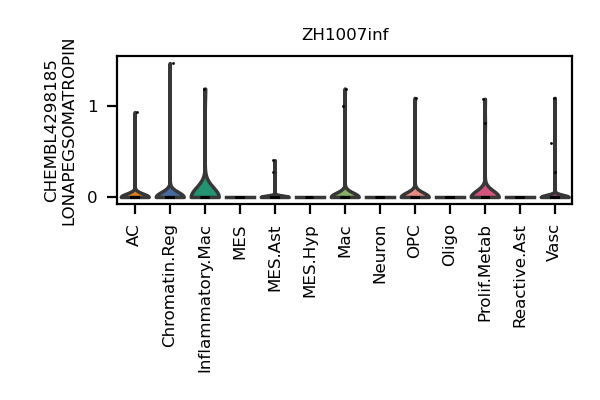 ZH1007inf
CHEMBL4298185
LONAPEGSOMATROPIN
1
0
AC
Chromatin.Reg
Inflammatory.Mac
MES
MES.Ast
MES.Hyp
Mac
Neuron
OPC
Oligo
Prolif.Metab
Reactive.Ast
Vasc